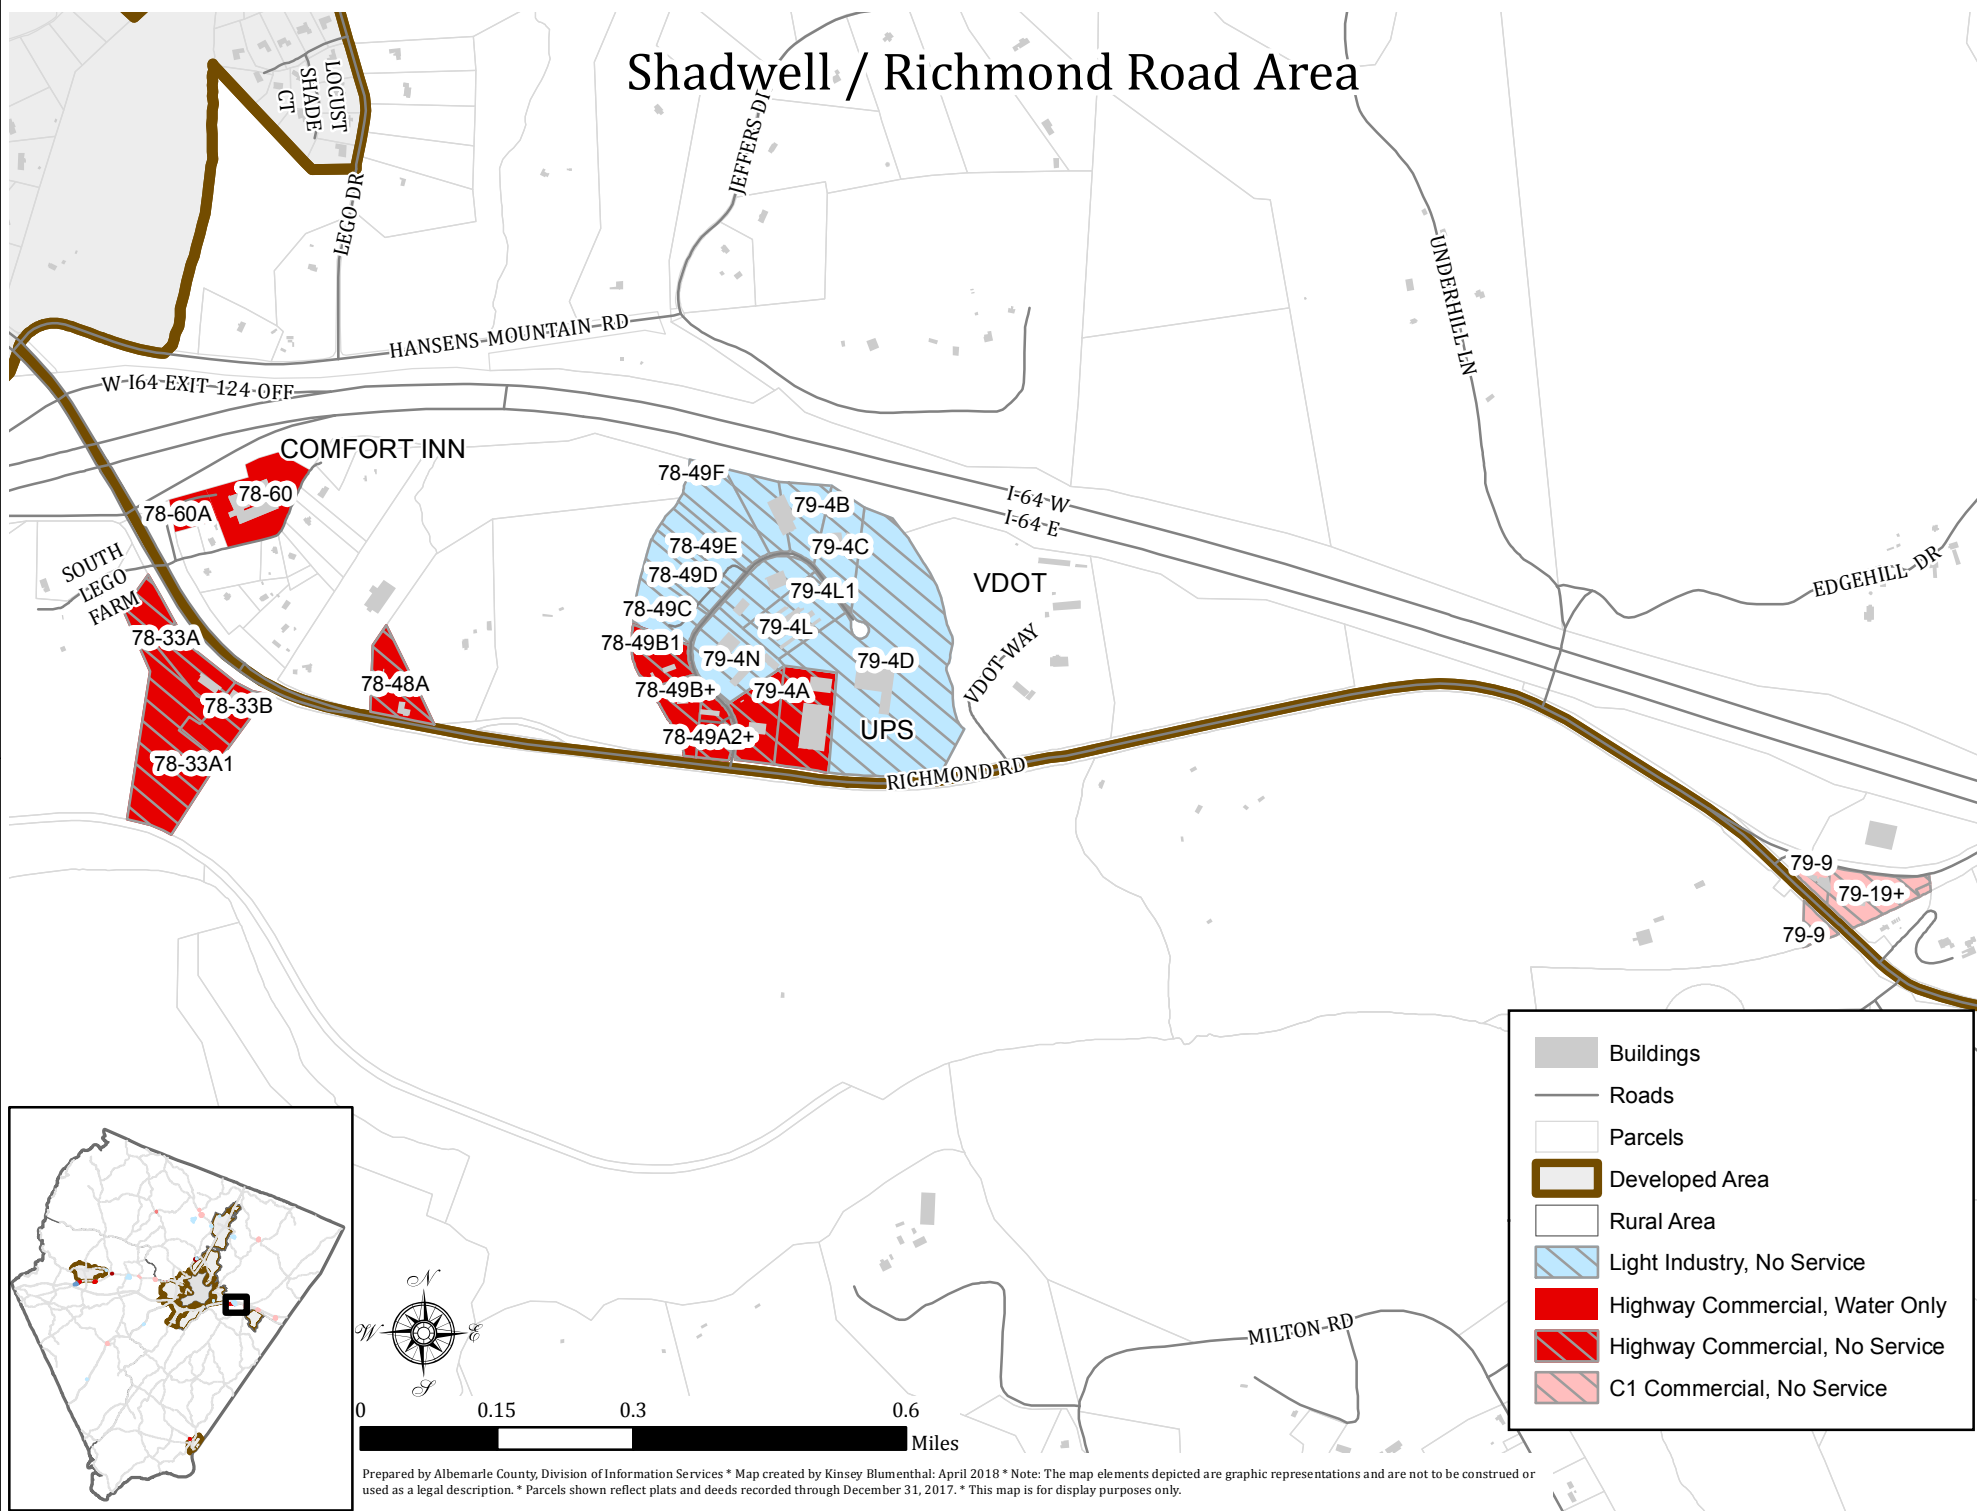 Shadwell / Richmond Road Area
LOCUST
SHADE
CT
LEGO DR
JEFFERS DI
UNDERHILL LN
HANSENS MOUNTAIN RD
W I64 EXIT 124 OFF
COMFORT INN
78-60
78-60A
SOUTH
LEGO
FARM
78-33A
78-33B
78-33A1
78-48A
78-49F
79-4B
78-49E
79-4C
78-49D
79-4L1
78-49C
79-4L
78-49B1
79-4N
79-4D
78-49B+
79-4A
78-49A2+
UPS
VDOT
VDOT WAY
I-64 W
I-64 E
EDGEHILL DR
RICHMOND RD
79-9
79-19+
79-9
MILTON RD
Buildings
Roads
Parcels
Developed Area
Rural Area
Light Industry, No Service
Highway Commercial, Water Only
Highway Commercial, No Service
C1 Commercial, No Service
N
W
E
S
0 0.15 0.3 0.6
Miles
Prepared by Albemarle County, Division of Information Services * Map created by Kinsey Blumenthal: April 2018 * Note: The map elements depicted are graphic representations and are not to be construed or
used as a legal description. * Parcels shown reflect plats and deeds recorded through December 31, 2017. * This map is for display purposes only.